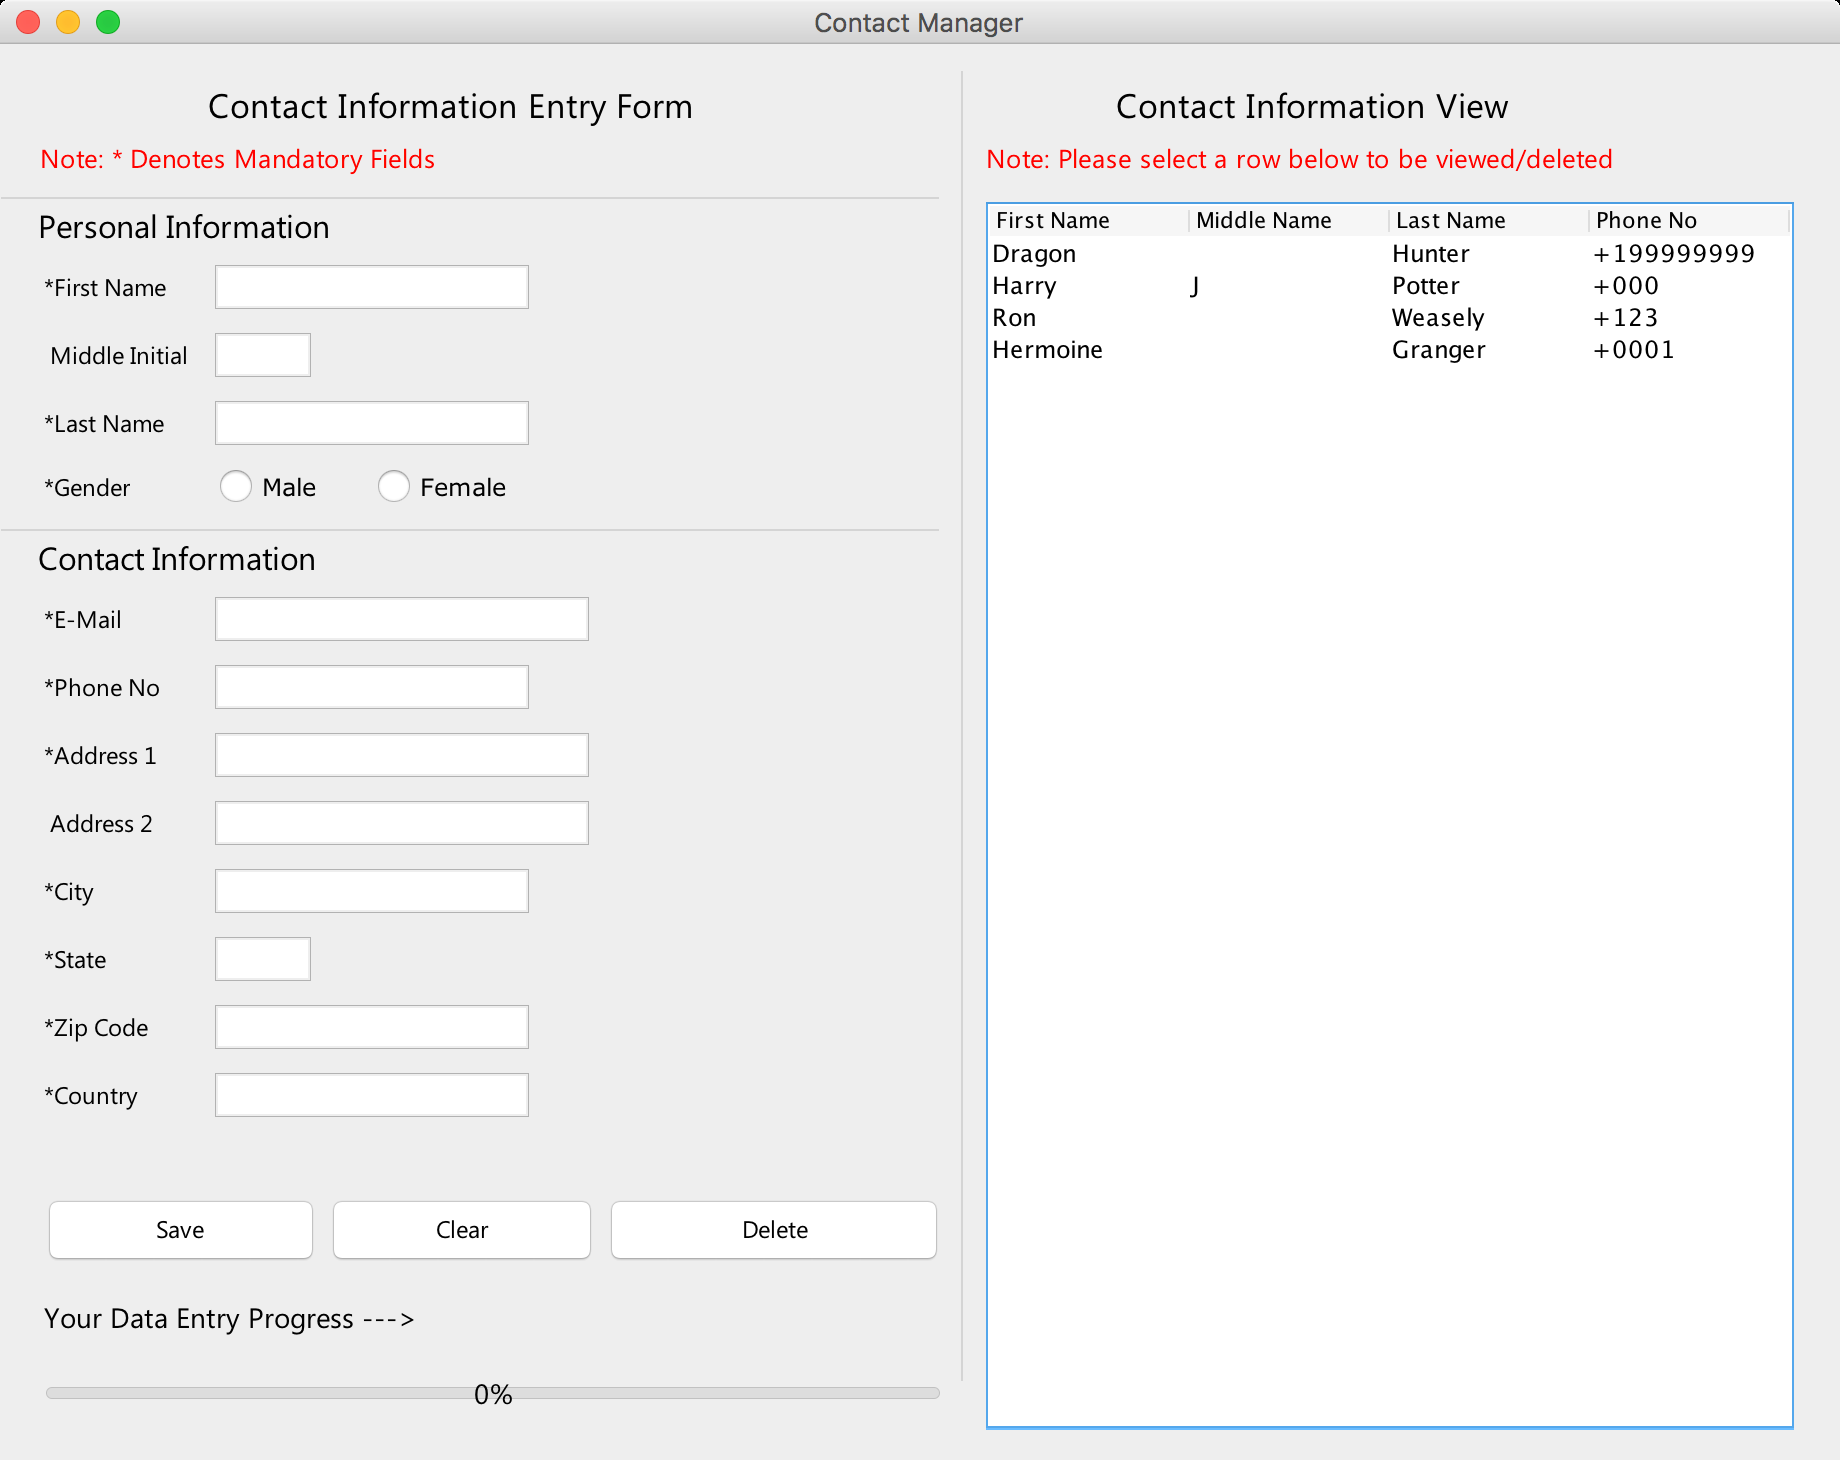 Contact Manager
Contact Information Entry Form
Note: * Denotes Mandatory Fields
Personal Information
*First Name
Middle Initial
*Last Name
*Gender Male Female
Contact Information
*E-Mail
*Phone No
*Address 1
Address 2
*City
*State
*Zip Code
*Country
Save Clear Delete
Your Data Entry Progress --->
0%
Contact Information View
Note: Please select a row below to be viewed/deleted
First Name Middle Name Last Name Phone No
Dragon Hunter +199999999
Harry J Potter +000
Ron Weasely +123
Hermoine Granger +0001